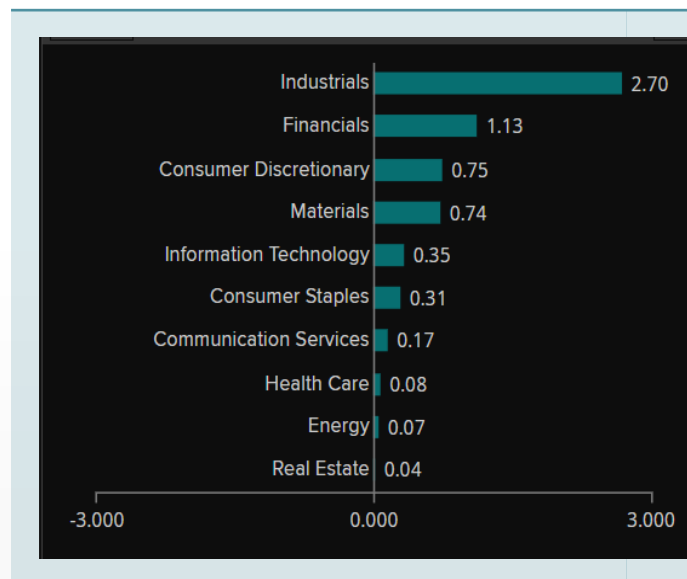 Industrials 2.70
Financials 1.13
Consumer Discretionary 0.75
Materials 0.74
Information Technology 0.35
Consumer Staples 0.31
Communication Services 0.17
Health Care 0.08
Energy 0.07
Real Estate 0.04
-3.000 0.000 3.000